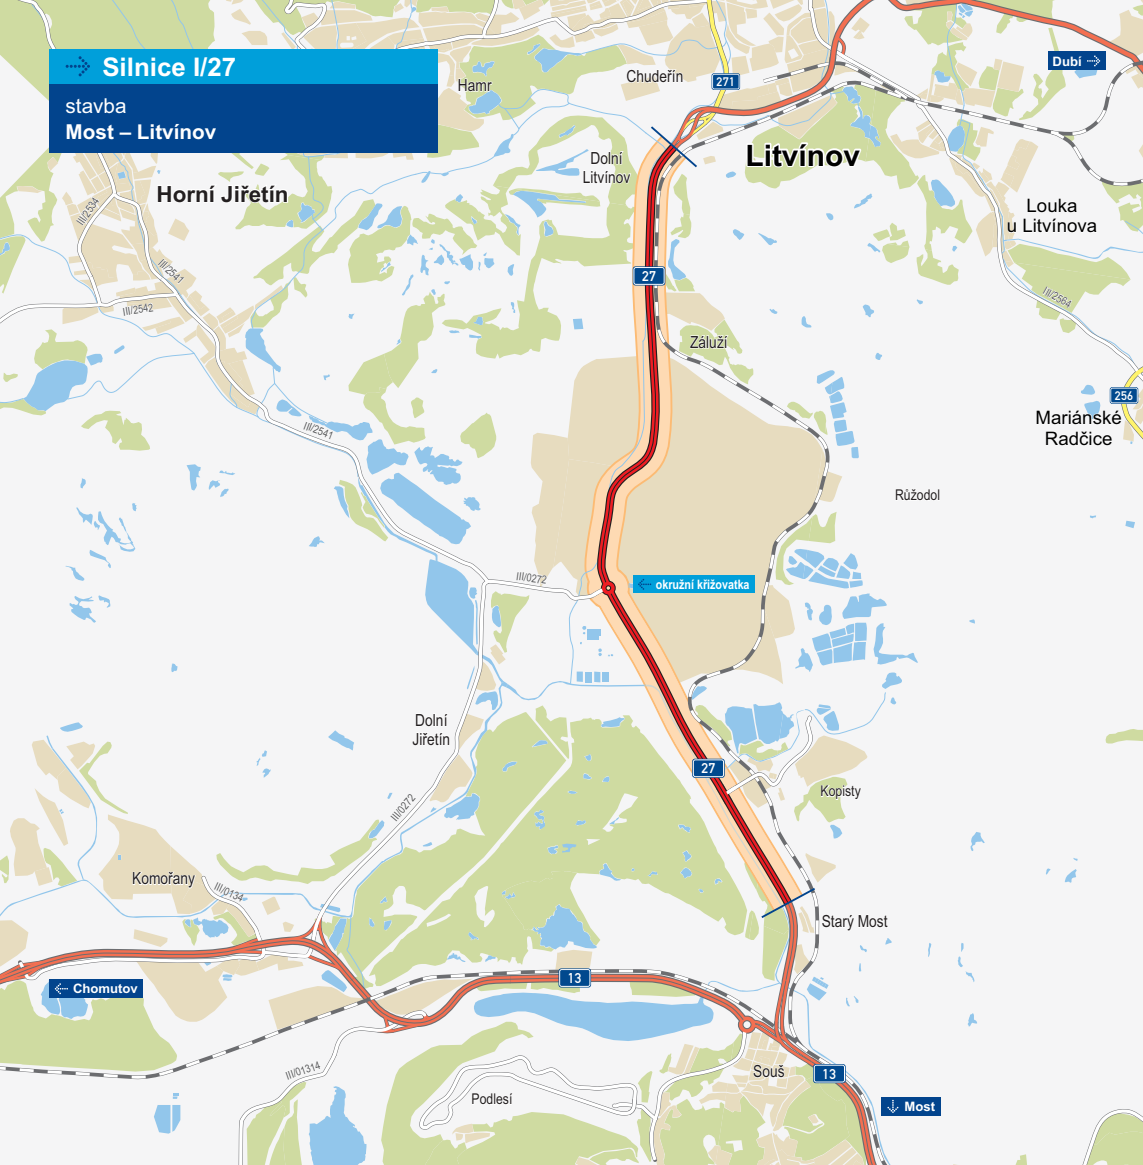 Silnice I/27
stavba
Most – Litvínov
Hamr
Chudeřín
271
Dubí
Litvínov
Dolní
Litvínov
Horní Jiřetín
III/2534
Louka
u Litvínova
III/2541
27
III/2564
III/2542
Záluží
256
Mariánské
Radčice
III/2541
Růžodol
III/0272
okružní křižovatka
Dolní
Jiřetín
27
Kopisty
III/0272
Komořany
III/0134
Starý Most
13
Chomutov
III/01314
Souš
13
Podlesí
Most